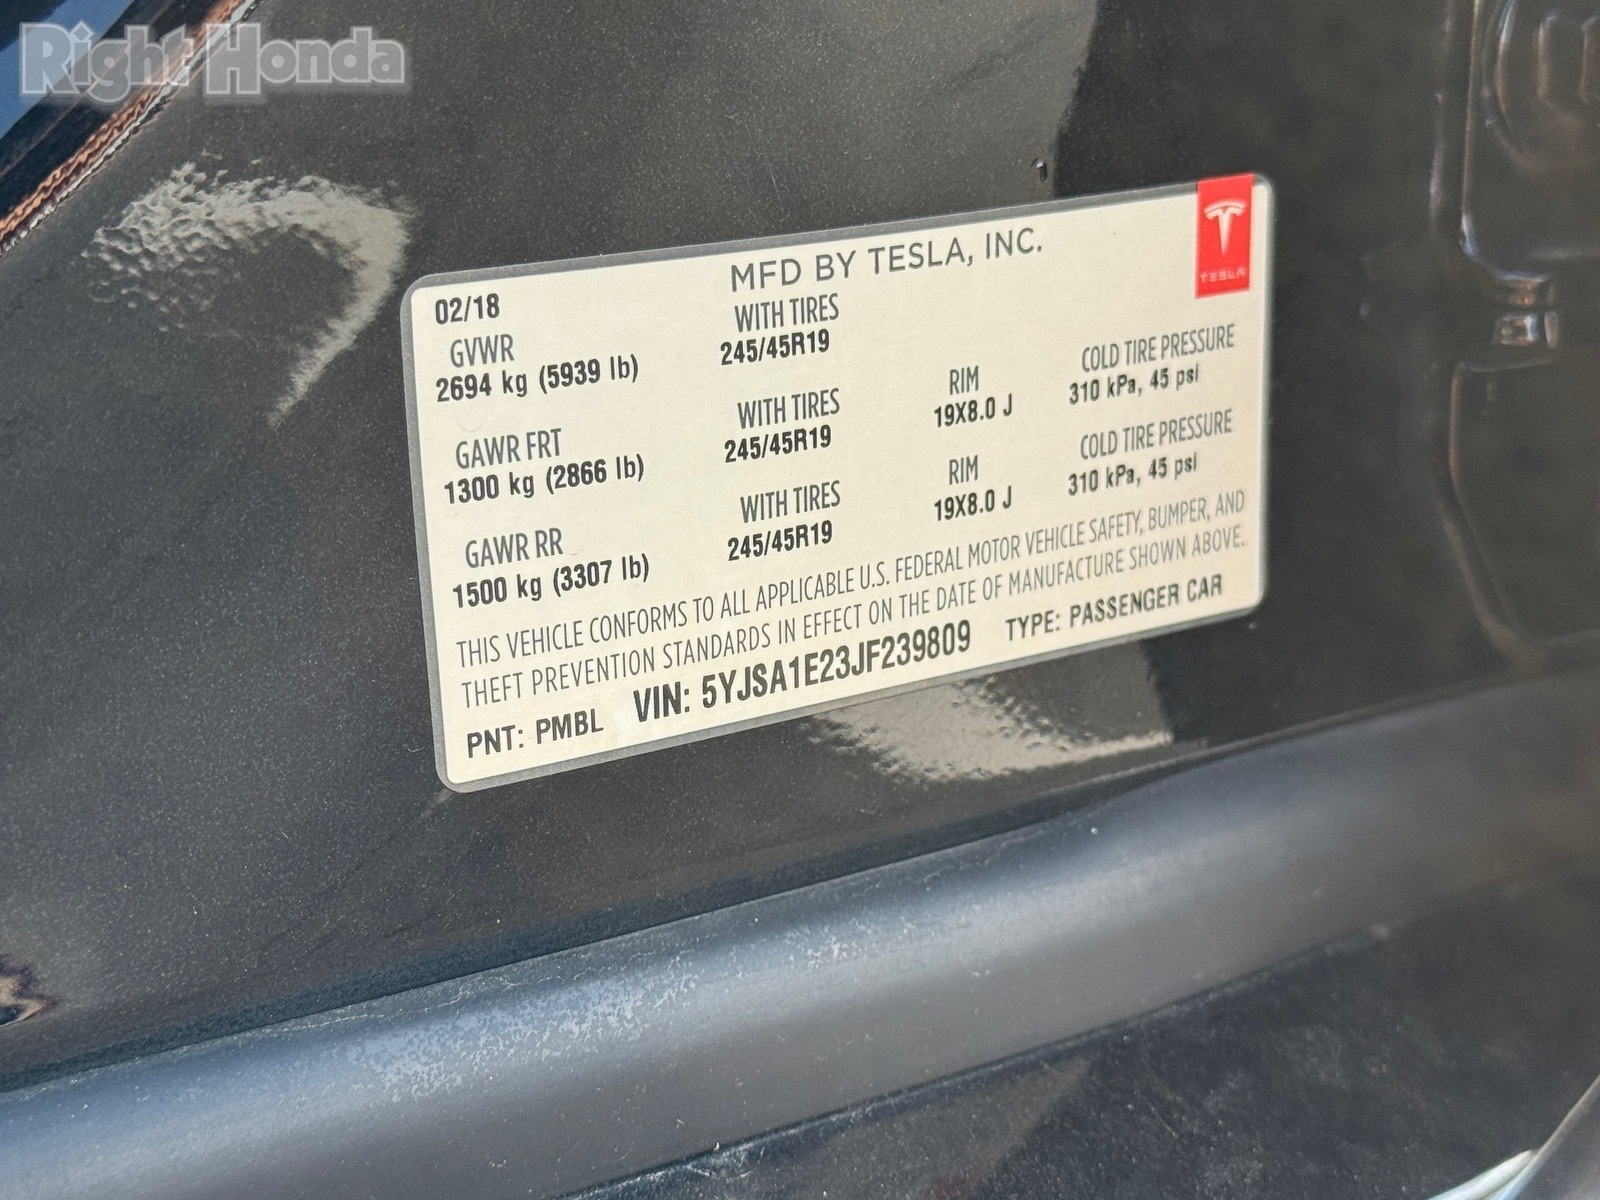 Right Honda
MFD BY TESLA, INC.
TESLA
02/18
GVWR
2694 kg (5939 lb)
WITH TIRES
245/45R19
GAWR FRT
1300 kg (2866 lb)
WITH TIRES
245/45R19
RIM
19X8.0 J
COLD TIRE PRESSURE
310 kPa, 45 psi
GAWR RR
1500 kg (3307 lb)
WITH TIRES
245/45R19
RIM
19X8.0 J
COLD TIRE PRESSURE
310 kPa, 45 psi
THIS VEHICLE CONFORMS TO ALL APPLICABLE U.S. FEDERAL MOTOR VEHICLE SAFETY, BUMPER, AND
THEFT PREVENTION STANDARDS IN EFFECT ON THE DATE OF MANUFACTURE SHOWN ABOVE.
PNT: PMBL VIN: 5YJSA1E23JF239809 TYPE: PASSENGER CAR